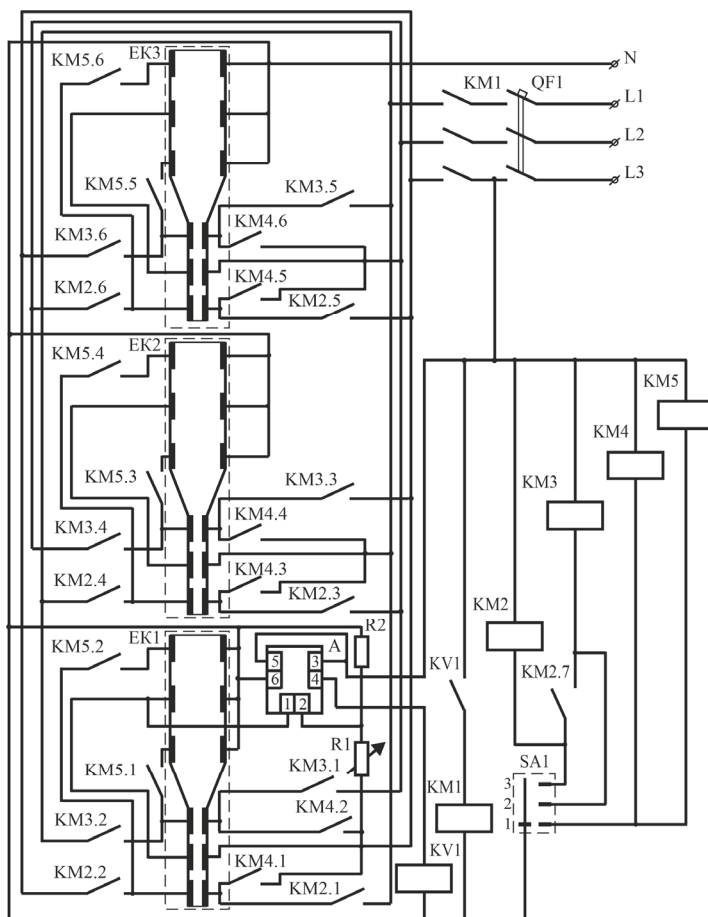 KM5.6
EK3
N
KM1
QF1
L1
L2
L3
KM5.5
KM3.5
KM3.6
KM4.6
KM2.6
KM4.5
KM2.5
KM5.4
EK2
KM5
KM4
KM5.3
KM3.3
KM3
KM3.4
KM4.4
KM2.4
KM4.3
KM2.3
KM2
KM5.2
EK1
A
R2
5
3
6
4
1
2
KV1
KM2.7
R1
KM3.1
SA1
KM5.1
3
2
1
KM4.2
KM1
KM3.2
KM4.1
KV1
KM2.2
KM2.1